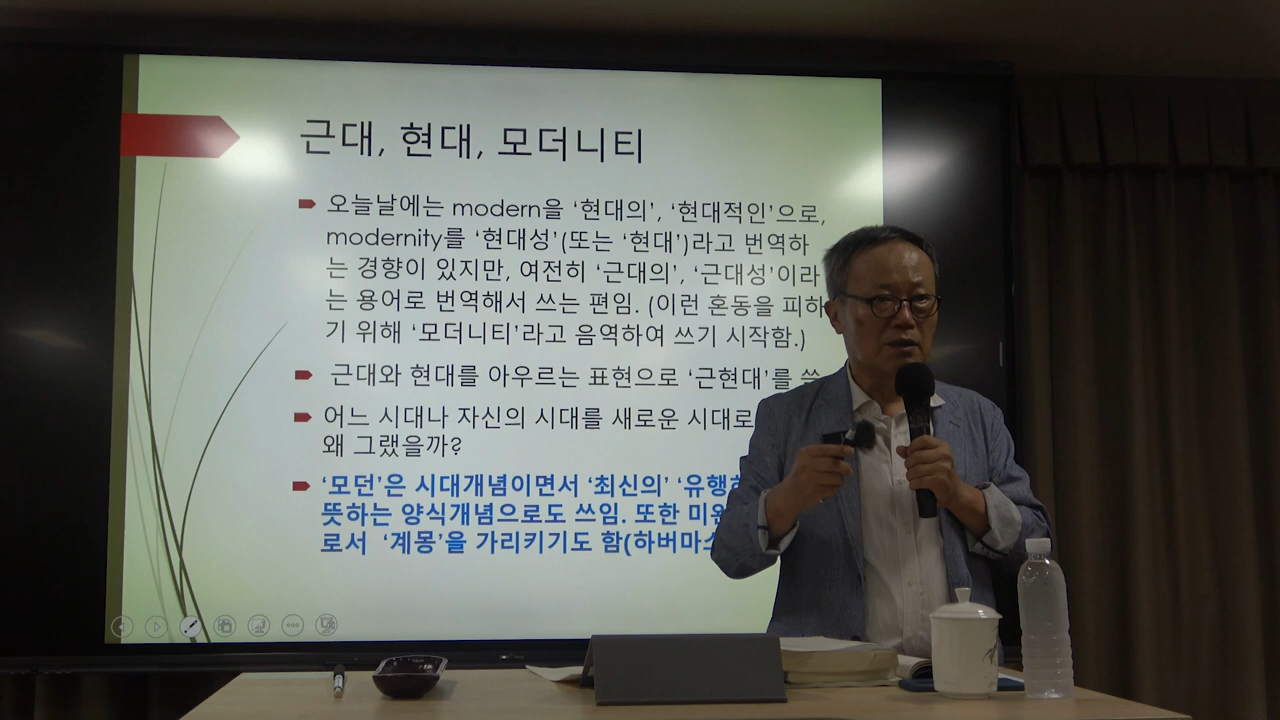 근대, 현대, 모더니티
오늘날에는 modern을 ‘현대의’, ‘현대적인’으로,
modernity를 ‘현대성’(또는 ‘현대’)라고 번역하
는 경향이 있지만, 여전히 ‘근대의’, ‘근대성’이라
는 용어로 번역해서 쓰는 편임. (이런 혼동을 피하
기 위해 ‘모더니티’라고 음역하여 쓰기 시작함.)
근대와 현대를 아우르는 표현으로 ‘근현대’를
어느 시대나 자신의 시대를 새로운 시대로
왜 그랬을까?
‘모던’은 시대개념이면서 ‘최신의’
뜻하는 양식개념으로도 쓰임. 또한
로서 ‘계몽’을 가리키기도 함(하버마스